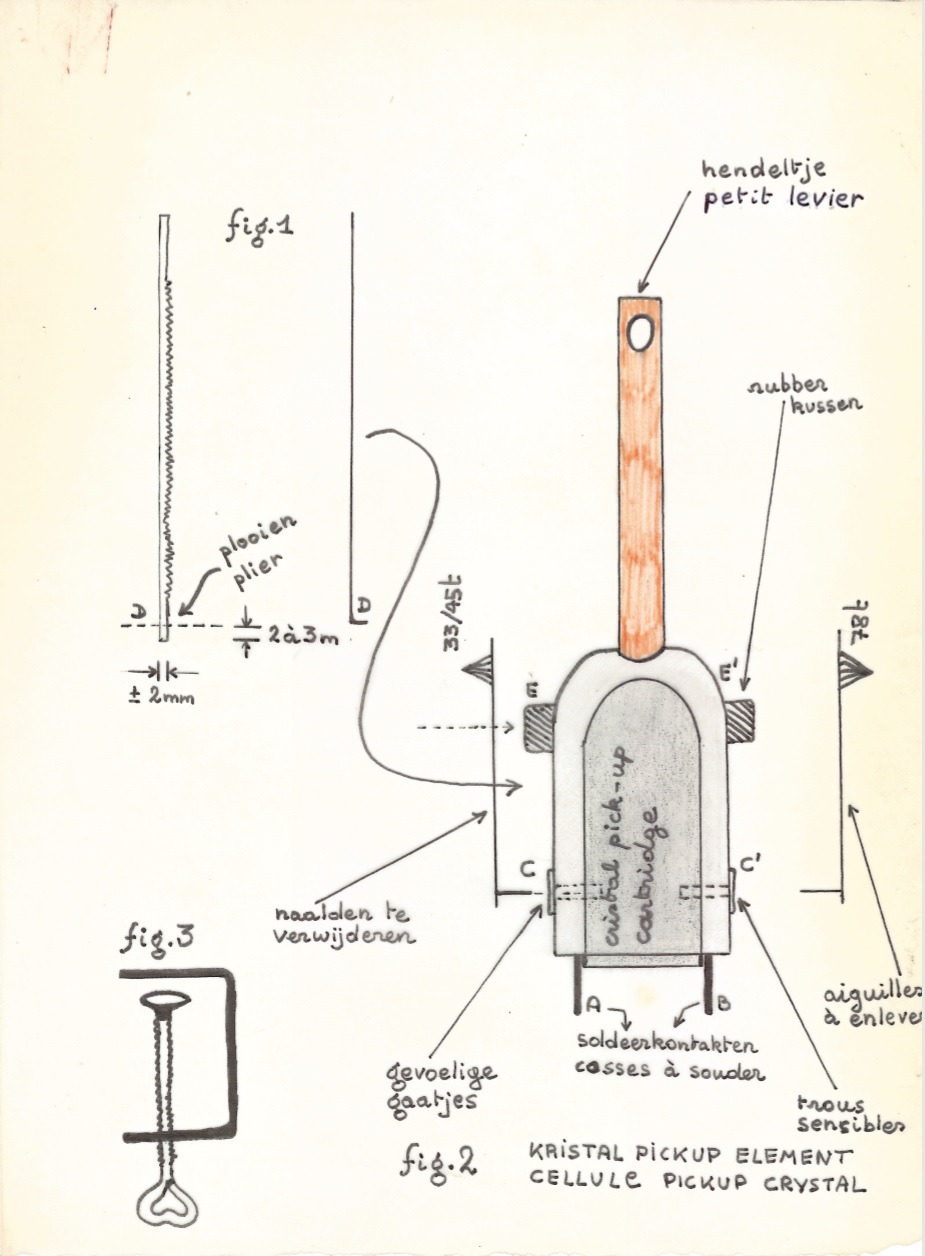 hendeltje
petit levier
fig.1
rubber
kussen
plooien
plier
D
D
2 à 3 m
± 2mm
33/45t
78t
E
E'
cristal pick-up
cartridge
C
C'
naalden te
verwijderen
fig.3
aiguilles
à enlever
A
B
soldeerkontakten
cosses à souder
gevoelige
gaatjes
trous
sensibles
fig.2
KRISTAL PICKUP ELEMENT
CELLULE PICKUP CRYSTAL